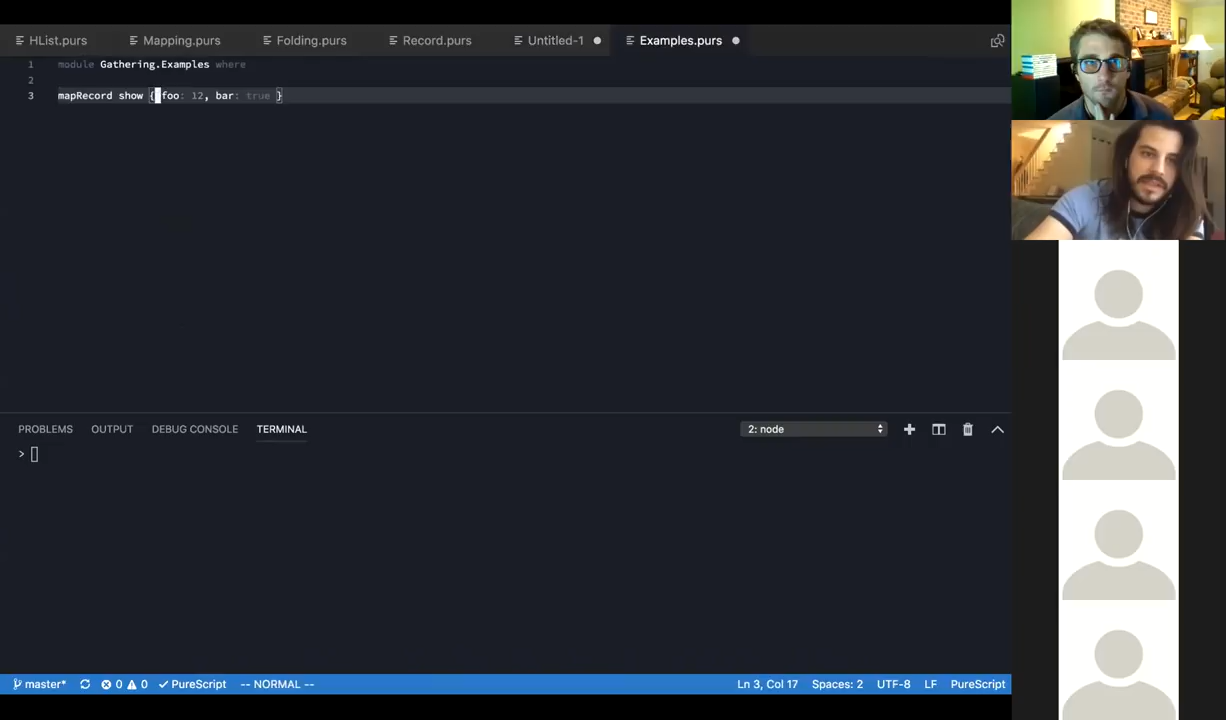 HList.purs Mapping.purs Folding.purs Record.purs Untitled-1 Examples.purs
1 module Gathering.Examples where
2
3 mapRecord show { foo: 12, bar: true }
PROBLEMS OUTPUT DEBUG CONSOLE TERMINAL 2: node
>
master* 0 0 PureScript -- NORMAL -- Ln 3, Col 17 Spaces: 2 UTF-8 LF PureScript